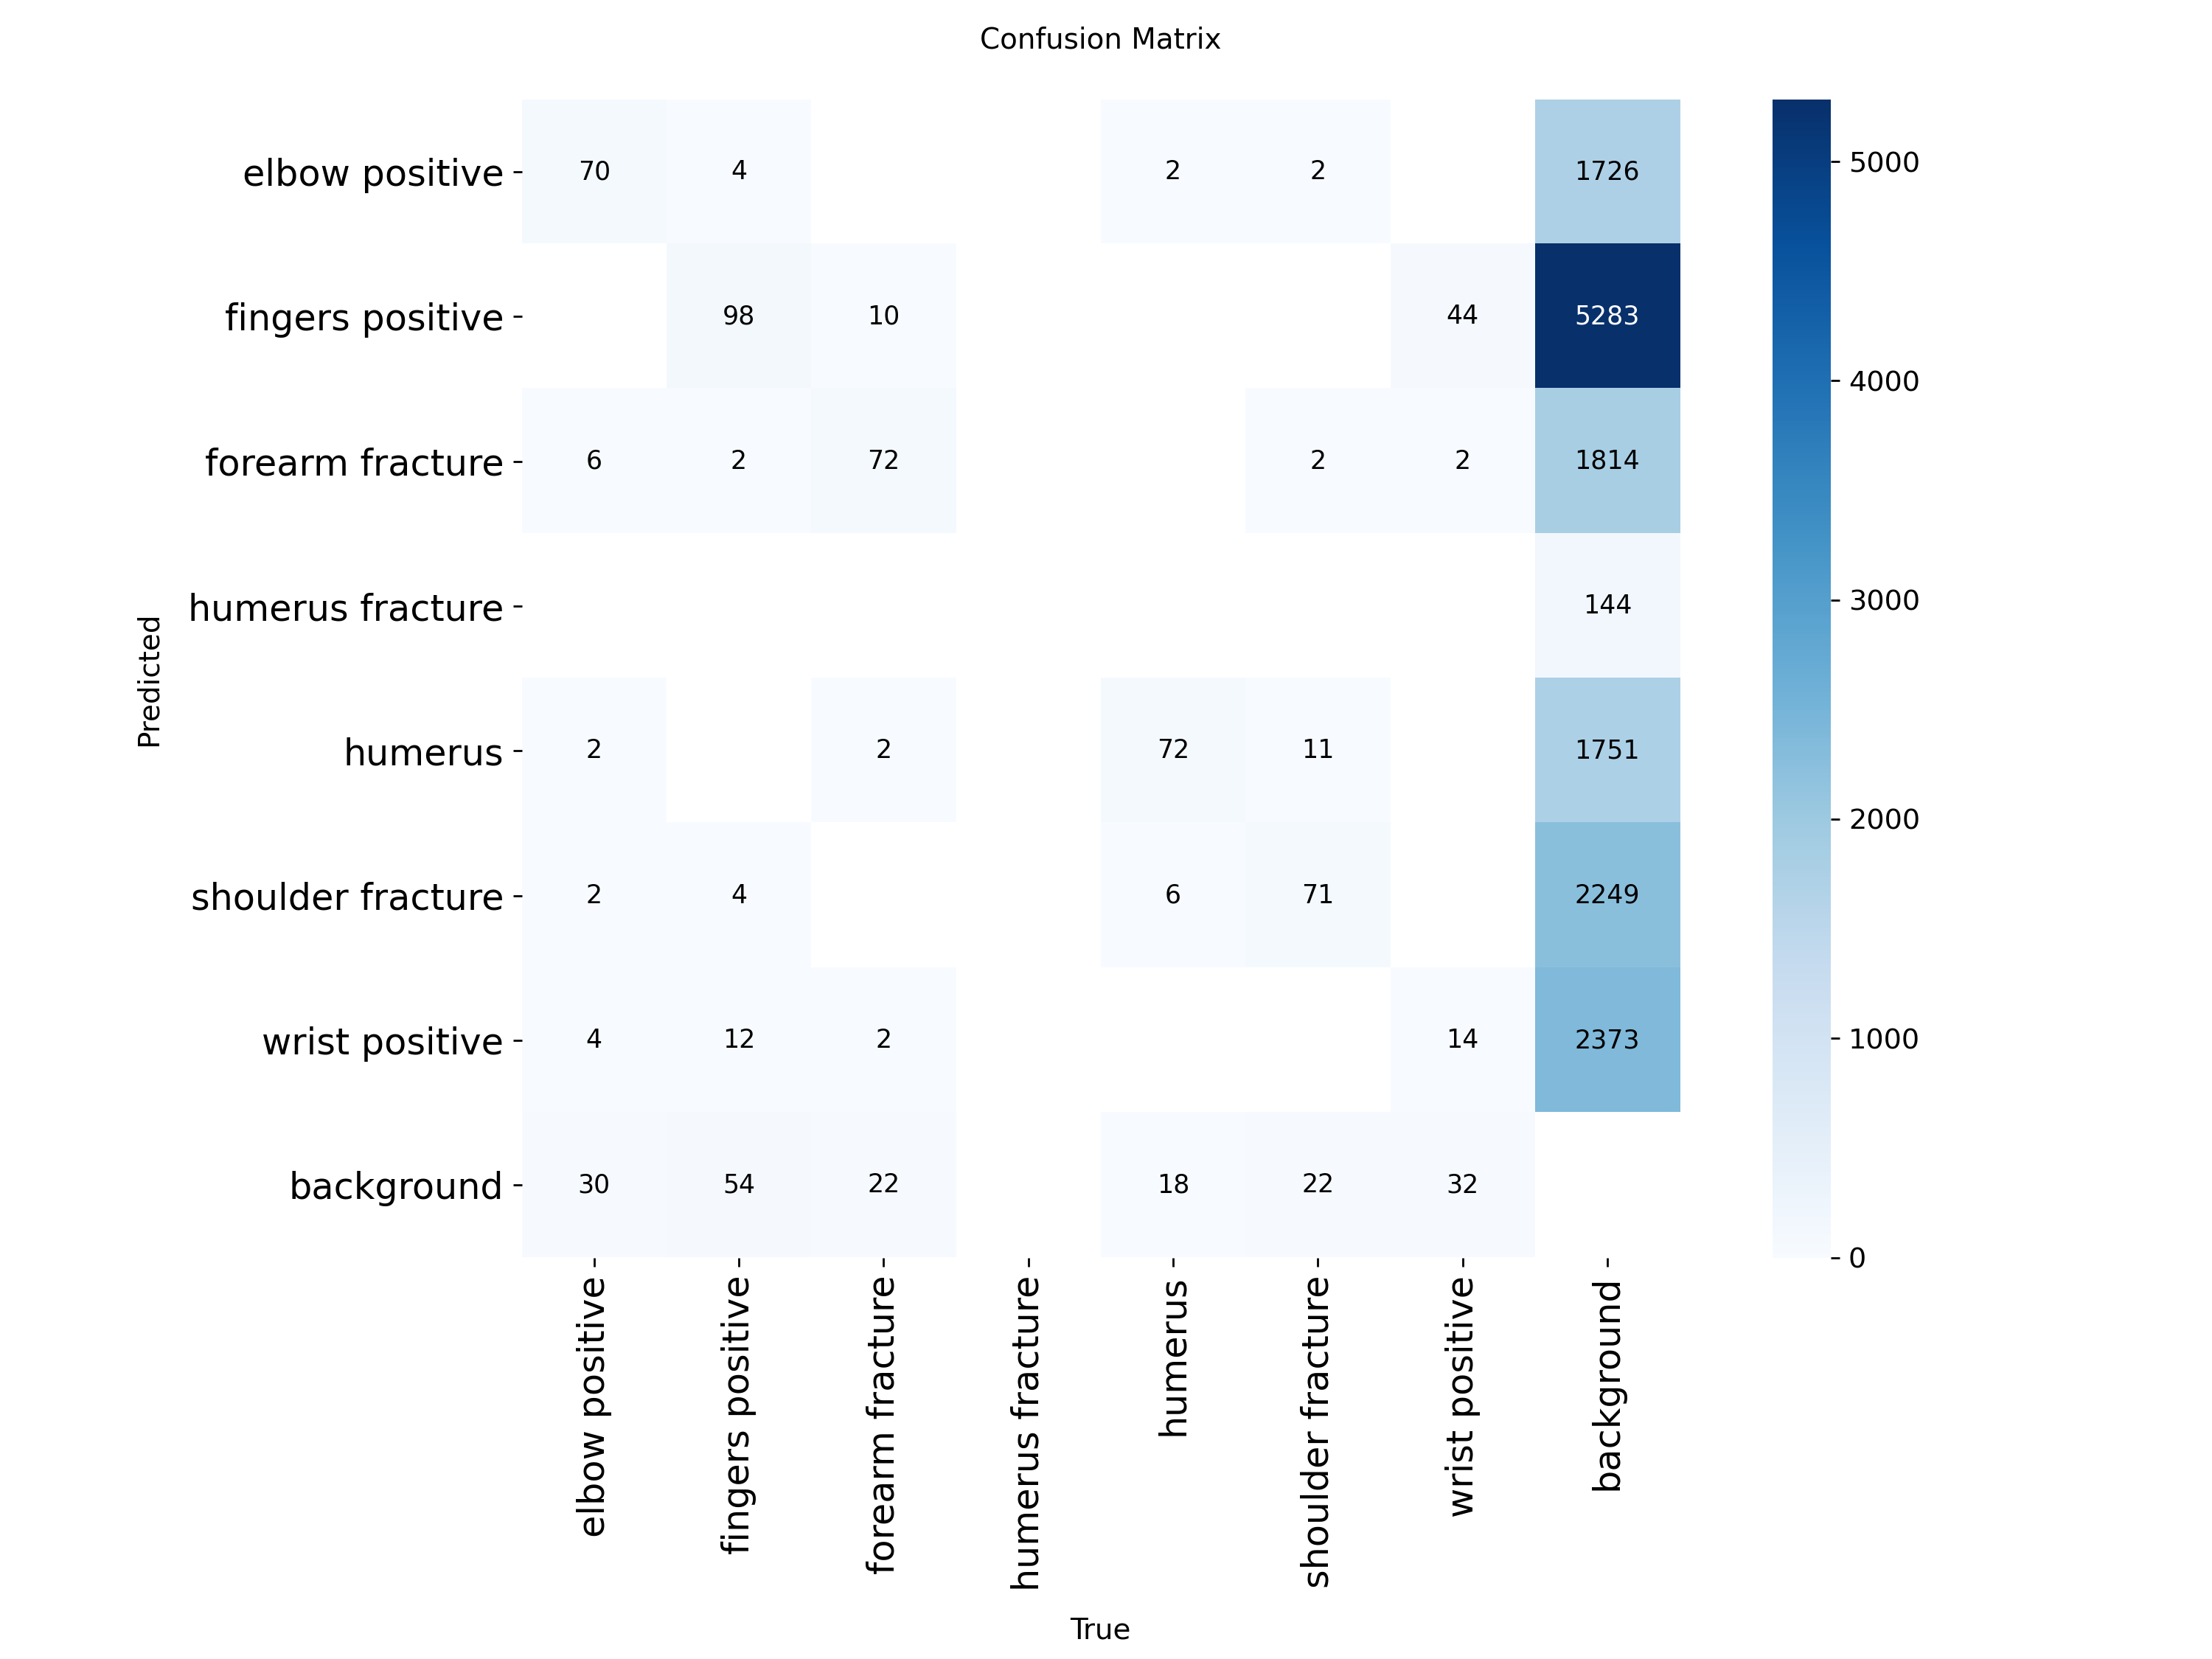 Confusion Matrix
elbow positive 70 4 2 2 1726
fingers positive 98 10 44 5283
forearm fracture 6 2 72 2 2 1814
humerus fracture 144
humerus 2 2 72 11 1751
shoulder fracture 2 4 6 71 2249
wrist positive 4 12 2 14 2373
background 30 54 22 18 22 32
Predicted
elbow positive
fingers positive
forearm fracture
humerus fracture
humerus
shoulder fracture
wrist positive
background
True
5000
4000
3000
2000
1000
0